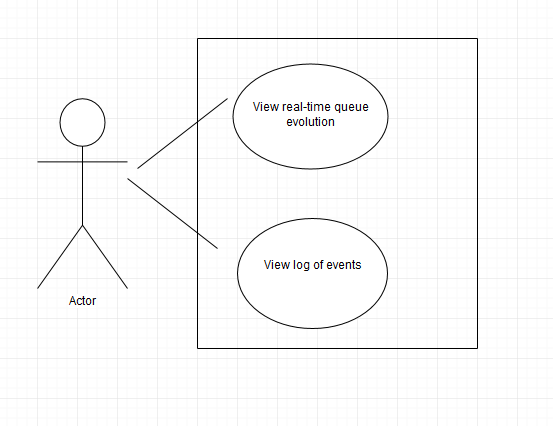 View real-time queue
evolution
View log of events
Actor